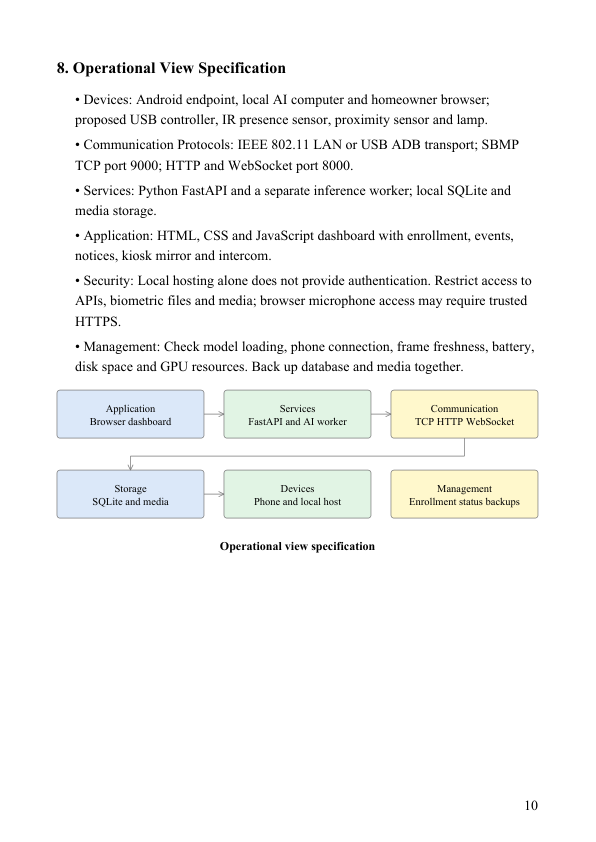 8. Operational View Specification
• Devices: Android endpoint, local AI computer and homeowner browser;
proposed USB controller, IR presence sensor, proximity sensor and lamp.
• Communication Protocols: IEEE 802.11 LAN or USB ADB transport; SBMP
TCP port 9000; HTTP and WebSocket port 8000.
• Services: Python FastAPI and a separate inference worker; local SQLite and
media storage.
• Application: HTML, CSS and JavaScript dashboard with enrollment, events,
notices, kiosk mirror and intercom.
• Security: Local hosting alone does not provide authentication. Restrict access to
APIs, biometric files and media; browser microphone access may require trusted
HTTPS.
• Management: Check model loading, phone connection, frame freshness, battery,
disk space and GPU resources. Back up database and media together.
Application
Browser dashboard
Services
FastAPI and AI worker
Communication
TCP HTTP WebSocket
Storage
SQLite and media
Devices
Phone and local host
Management
Enrollment status backups
Operational view specification
10